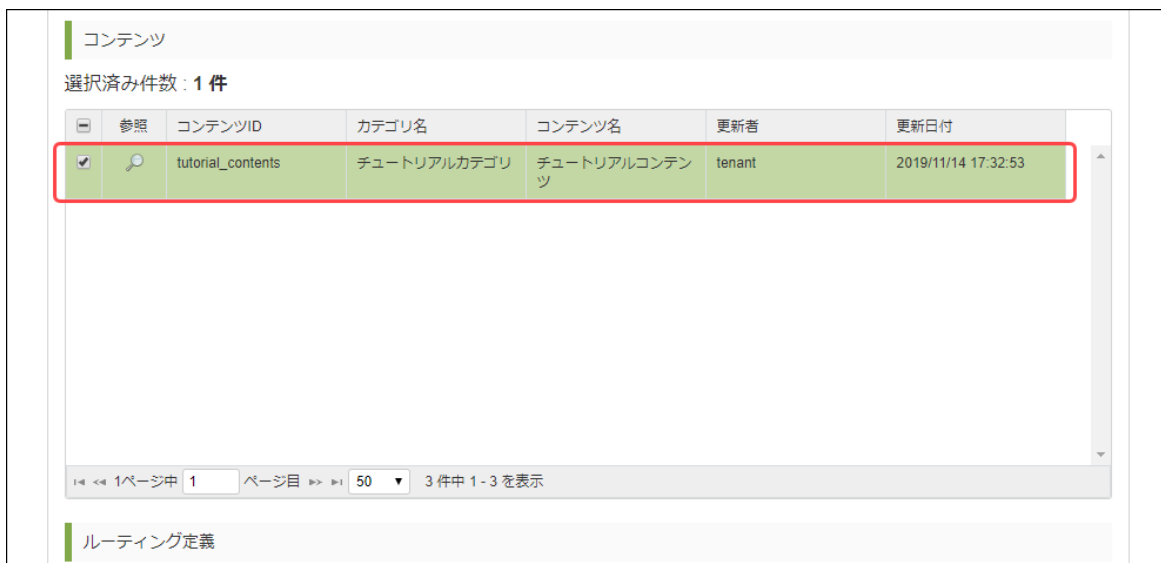 コンテンツ
選択済み件数 : 1 件
参照 コンテンツID カテゴリ名 コンテンツ名 更新者 更新日付
tutorial_contents チュートリアルカテゴリ チュートリアルコンテン tenant 2019/11/14 17:32:53
ツ
1ページ中 1 ページ目 50 3 件中 1 - 3 を表示
ルーティング定義